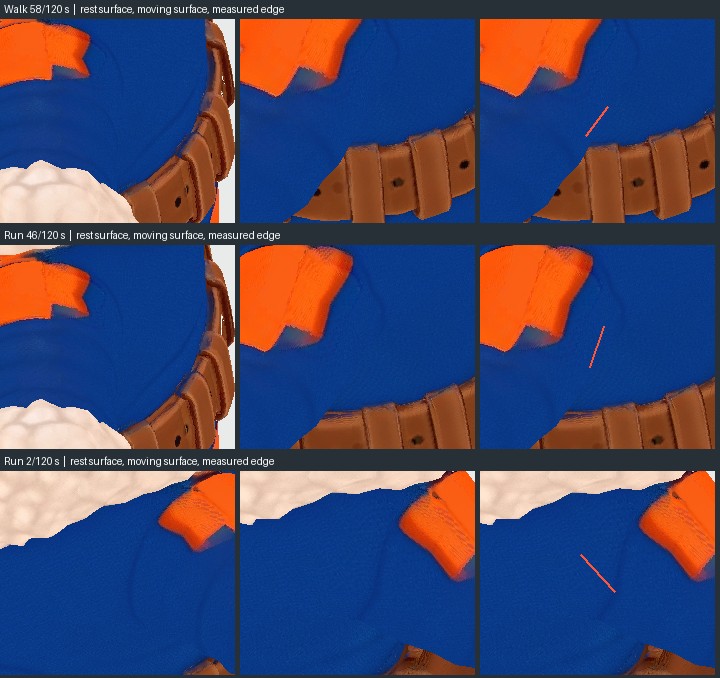 Walk 58/120 s | rest surface, moving surface, measured edge
Run 46/120 s | rest surface, moving surface, measured edge
Run 2/120 s | rest surface, moving surface, measured edge